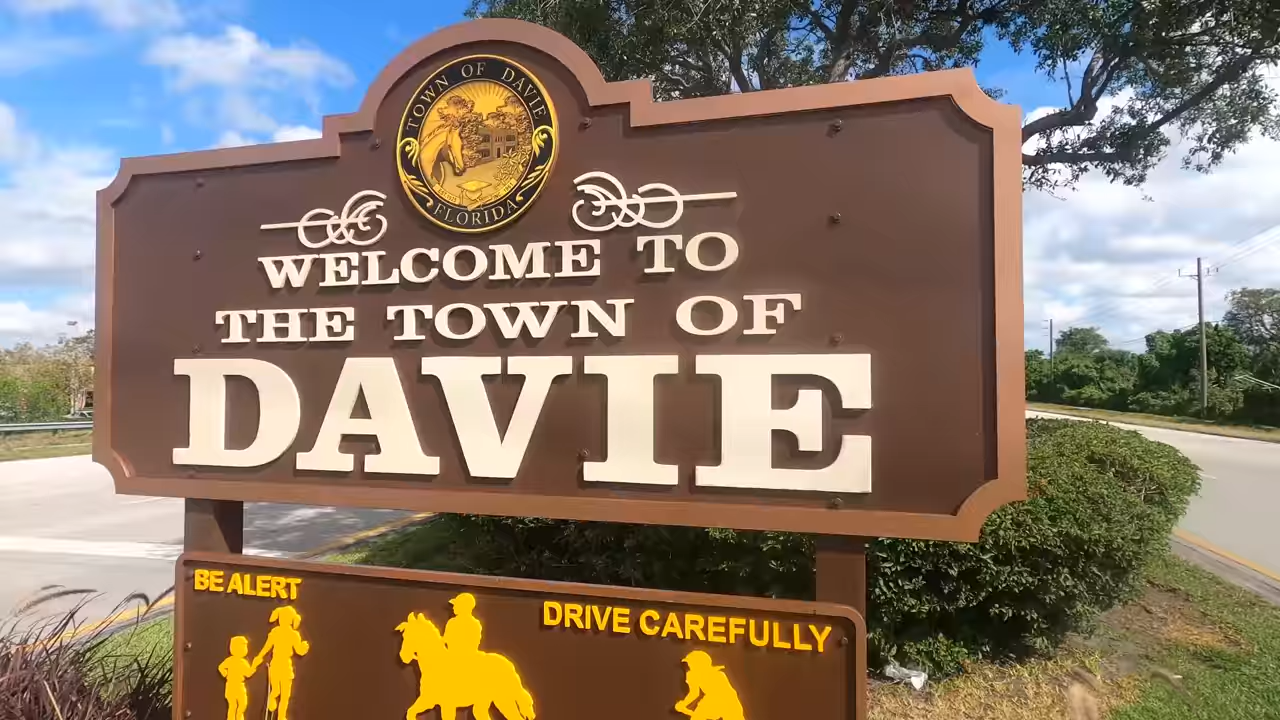 TOWN OF DAVIE
FLORIDA
WELCOME TO
THE TOWN OF
DAVIE
BE ALERT
DRIVE CAREFULLY